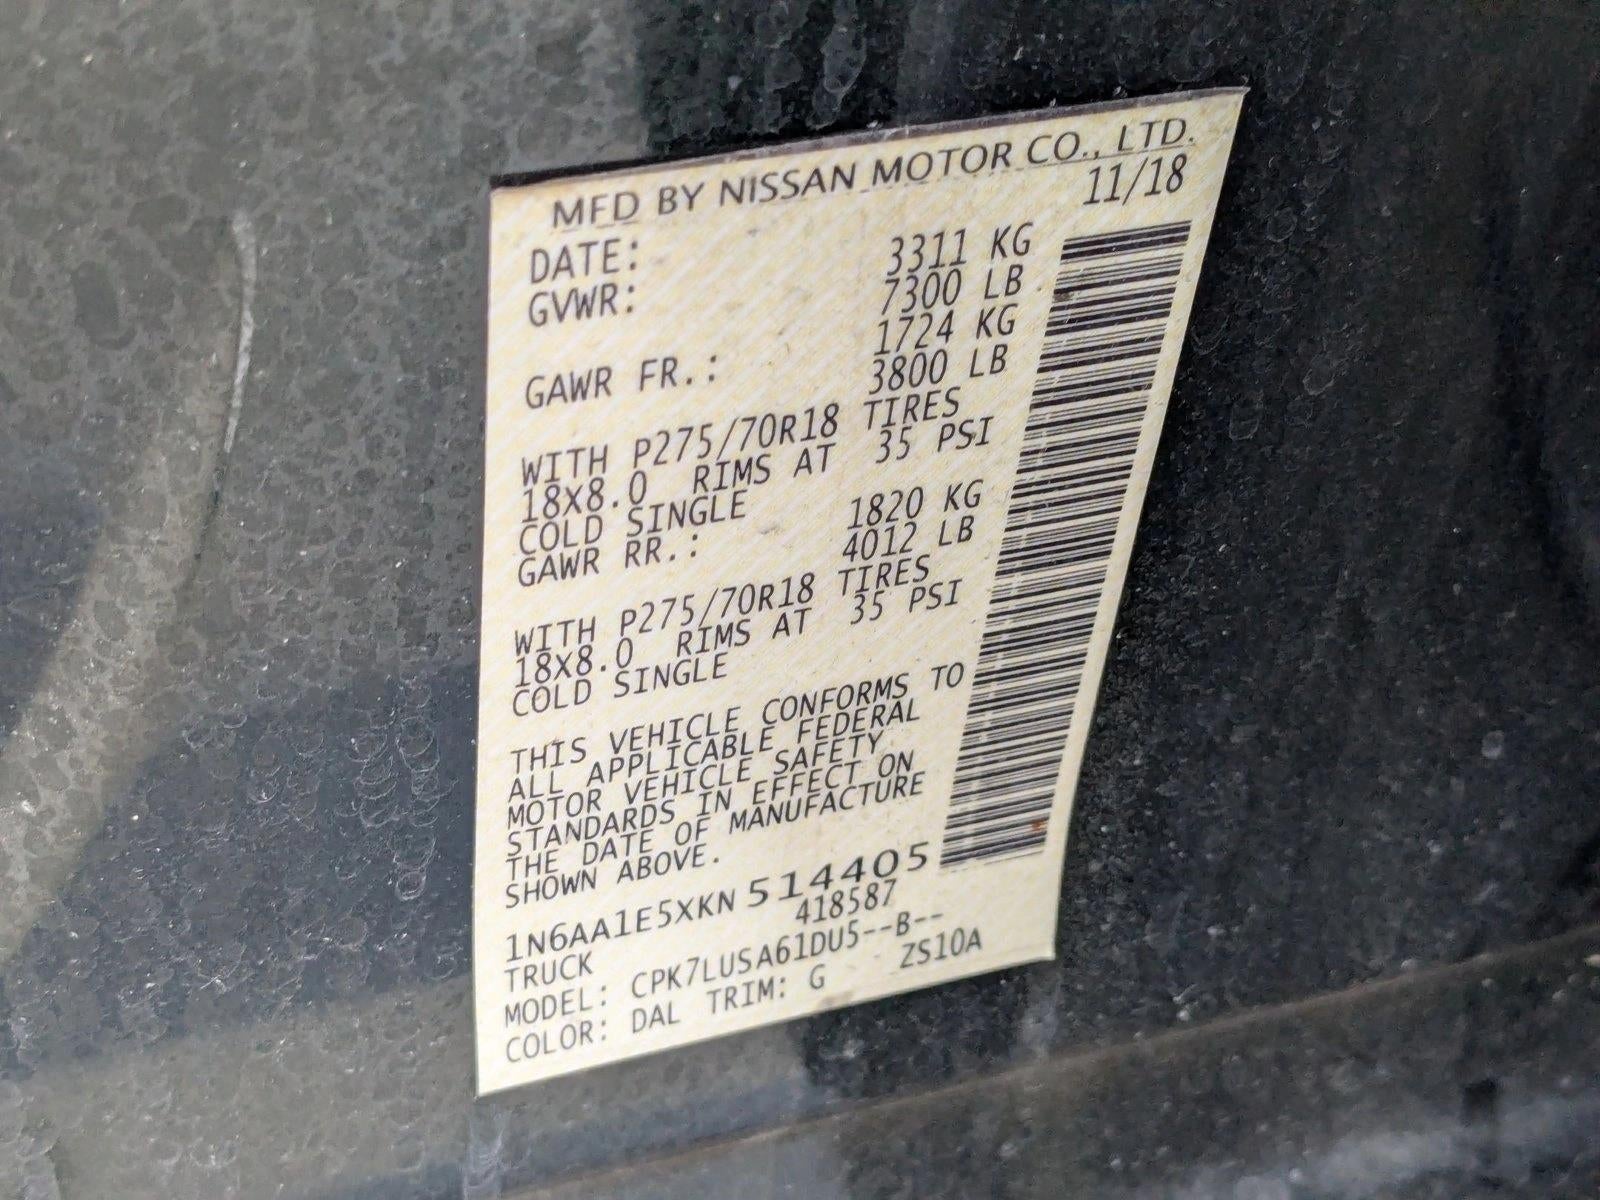 MFD BY NISSAN MOTOR CO., LTD.
DATE: 11/18
GVWR: 3311 KG
7300 LB
GAWR FR.: 1724 KG
3800 LB
WITH P275/70R18 TIRES
18X8.0 RIMS AT 35 PSI
COLD SINGLE
GAWR RR.: 1820 KG
4012 LB
WITH P275/70R18 TIRES
18X8.0 RIMS AT 35 PSI
COLD SINGLE
THIS VEHICLE CONFORMS TO
ALL APPLICABLE FEDERAL
MOTOR VEHICLE SAFETY
STANDARDS IN EFFECT ON
THE DATE OF MANUFACTURE
SHOWN ABOVE.
1N6AA1E5XKN514405
TRUCK 418587
MODEL: CPK7LUSA61DU5--B--
COLOR: DAL TRIM: G ZS10A